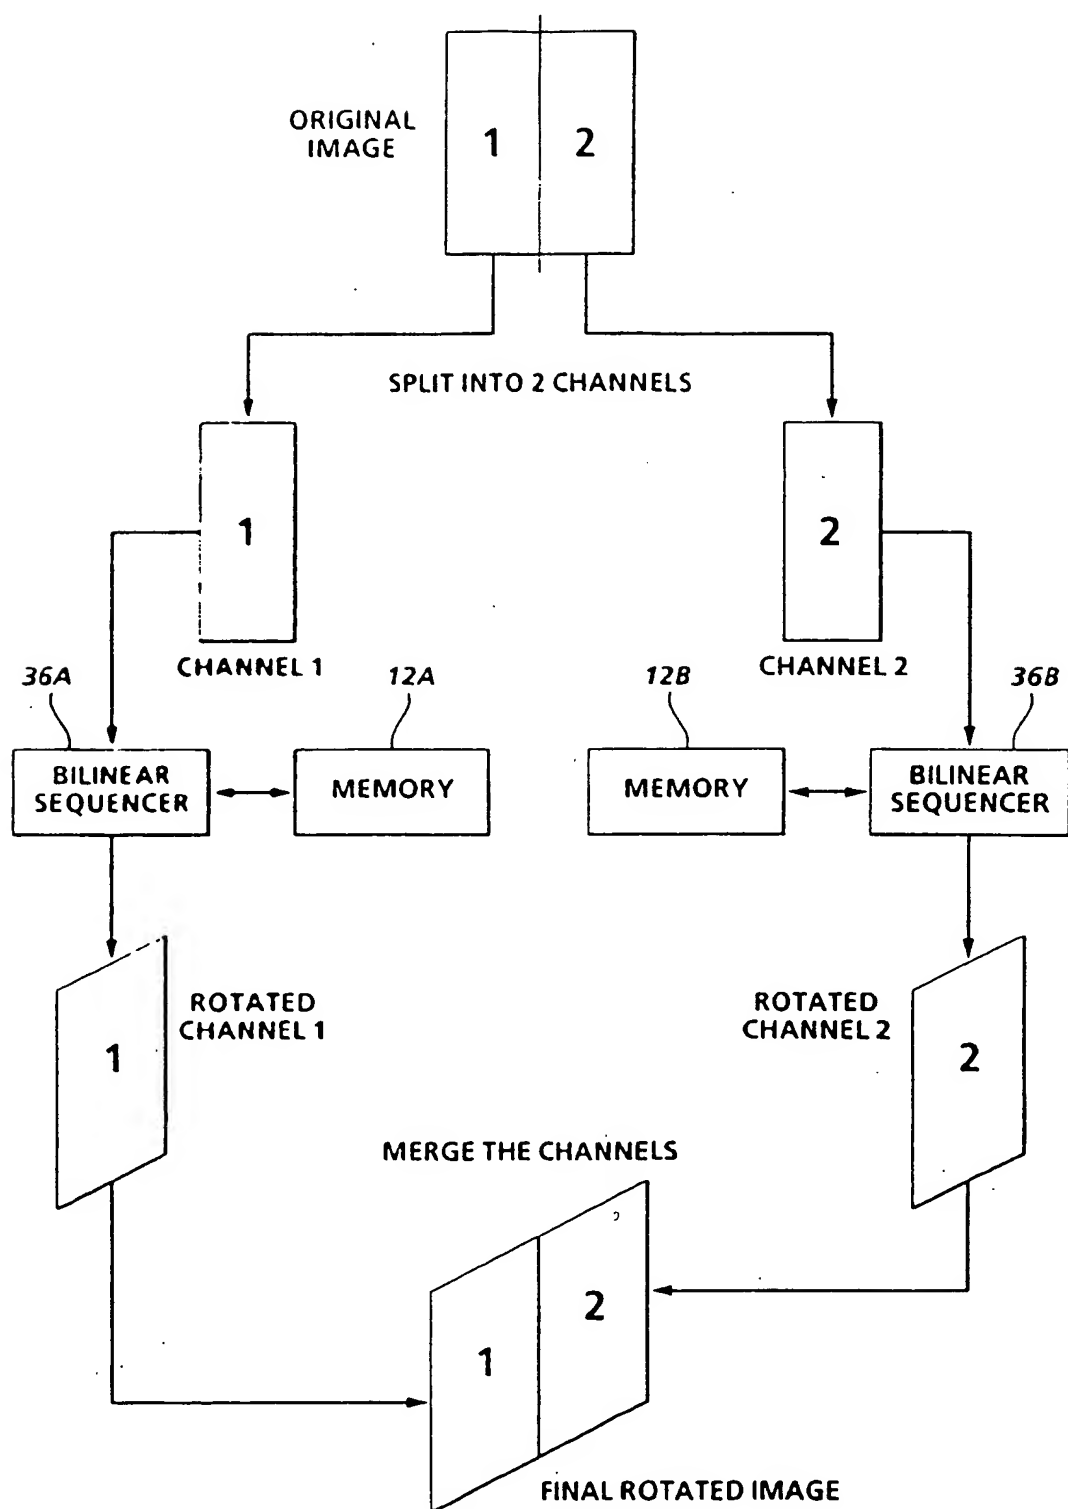 ORIGINAL
IMAGE
1
2
SPLIT INTO 2 CHANNELS
1
2
CHANNEL 1
CHANNEL 2
36A
12A
12B
36B
BILINEAR
SEQUENCER
MEMORY
MEMORY
BILINEAR
SEQUENCER
ROTATED
CHANNEL 1
ROTATED
CHANNEL 2
1
2
MERGE THE CHANNELS
2
1
FINAL ROTATED IMAGE